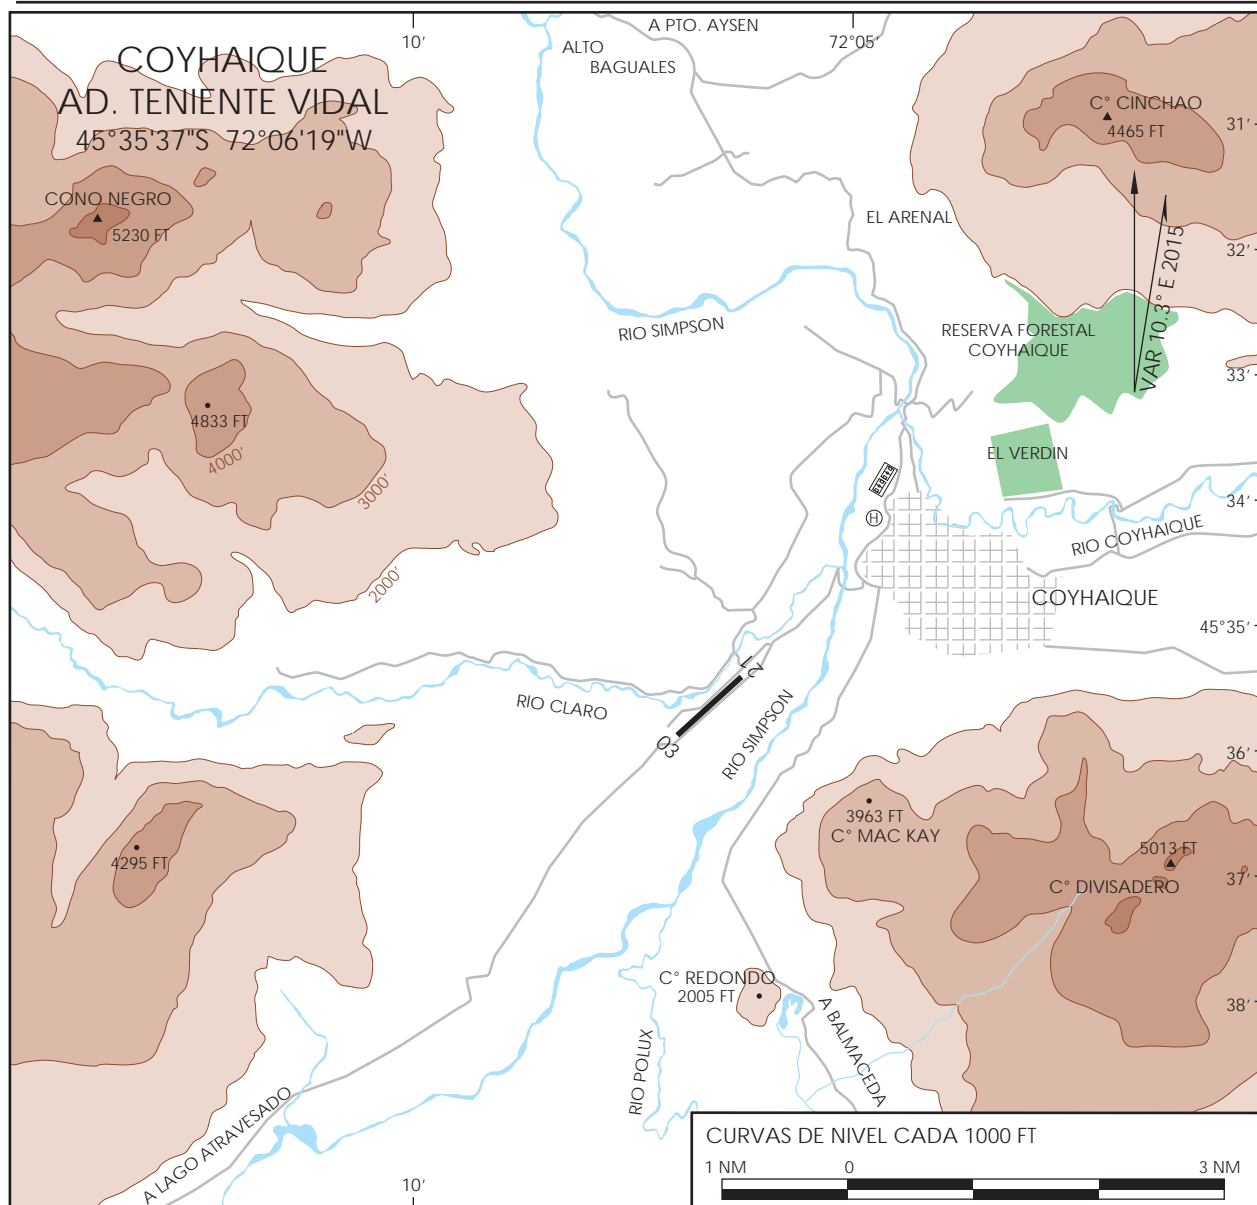 A PTO. AYSEN
10'
72°05'
ALTO
BAGUALES
COYHAIQUE
AD. TENIENTE VIDAL
45°35'37"S 72°06'19"W
C° CINCHAO
4465 FT
31'
CONO NEGRO
5230 FT
EL ARENAL
32'
VAR 10.3° E 2015
RIO SIMPSON
RESERVA FORESTAL
COYHAIQUE
33'
4833 FT
4000'
3000'
2000'
EL VERDIN
34'
H
RIO COYHAIQUE
COYHAIQUE
45°35'
21
03
RIO CLARO
RIO SIMPSON
36'
3963 FT
C° MAC KAY
4295 FT
5013 FT
C° DIVISADERO
37'
C° REDONDO
2005 FT
38'
A BALMACEDA
RIO POLUX
A LAGO ATRAVESADO
10'
CURVAS DE NIVEL CADA 1000 FT
1 NM 0 3 NM